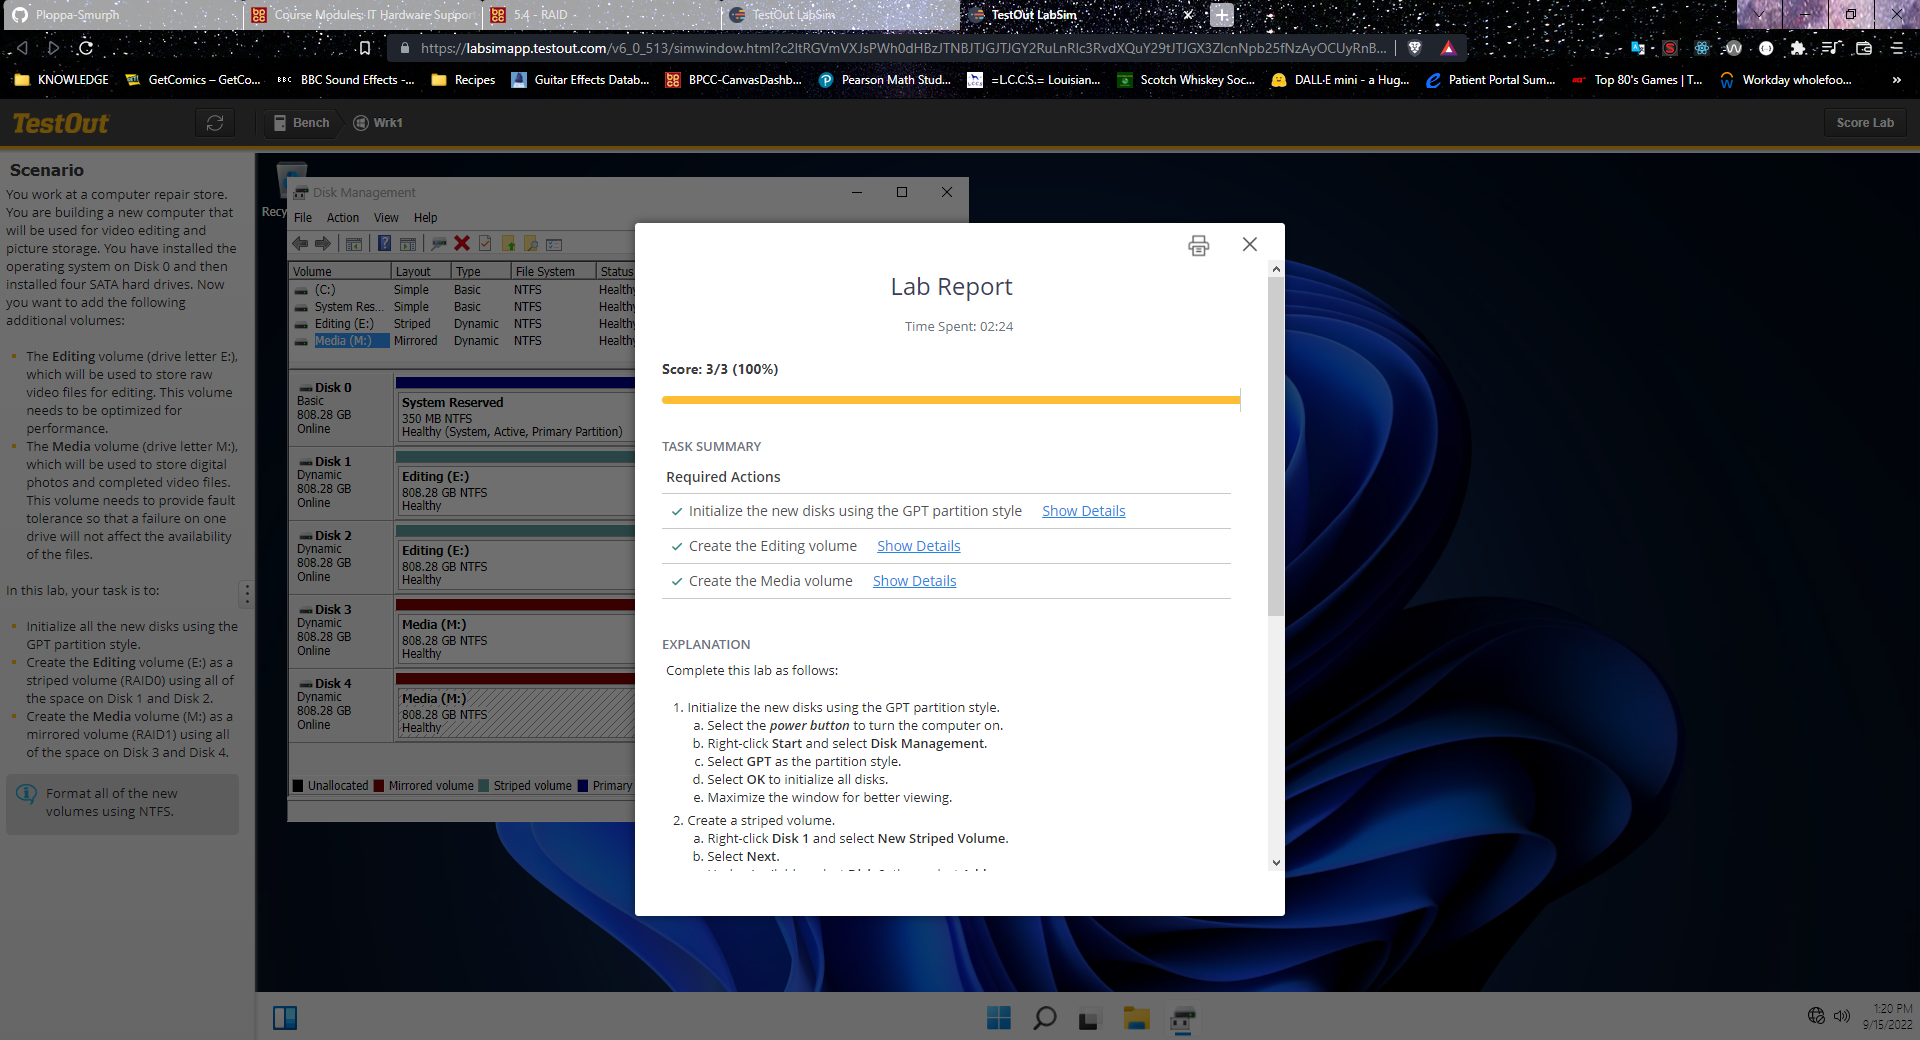 Ploppa-Smurph
Course Modules: IT Hardware Support
5.4 - RAID
TestOut LabSim
TestOut LabSim
https://labsimapp.testout.com/v6_0_513/simwindow.html?
KNOWLEDGE
GetComics – GetCo...
BBC Sound Effects -...
Recipes
Guitar Effects Datab...
BPCC-CanvasDashb...
Pearson Math Stud...
=L.C.C.S.= Louisian...
Scotch Whiskey Soc...
DALL·E mini - a Hug...
Patient Portal Sum...
Top 80's Games | T...
Workday wholefoo...
»
TestOut
Bench
Wrk1
Score Lab
Scenario
You work at a computer repair store.
You are building a new computer that
will be used for video editing and
picture storage. You have installed the
operating system on Disk 0 and then
installed four SATA hard drives. Now
you want to add the following
additional volumes:
The Editing volume (drive letter E:),
which will be used to store raw
video files for editing. This volume
needs to be optimized for
performance.
The Media volume (drive letter M:),
which will be used to store digital
photos and completed video files.
This volume needs to provide fault
tolerance so that a failure on one
drive will not affect the availability
of the files.
In this lab, your task is to:
Initialize all the new disks using the
GPT partition style.
Create the Editing volume (E:) as a
striped volume (RAID0) using all of
the space on Disk 1 and Disk 2.
Create the Media volume (M:) as a
mirrored volume (RAID1) using all
of the space on Disk 3 and Disk 4.
Format all of the new
volumes using NTFS.
Recy
Disk Management
File Action View Help
Volume Layout Type File System Status
(C:) Simple Basic NTFS Healthy
System Res... Simple Basic NTFS Healthy
Editing (E:) Striped Dynamic NTFS Healthy
Media (M:) Mirrored Dynamic NTFS Healthy
Disk 0
Basic
808.28 GB
Online
System Reserved
350 MB NTFS
Healthy (System, Active, Primary Partition)
Disk 1
Dynamic
808.28 GB
Online
Editing (E:)
808.28 GB NTFS
Healthy
Disk 2
Dynamic
808.28 GB
Online
Editing (E:)
808.28 GB NTFS
Healthy
Disk 3
Dynamic
808.28 GB
Online
Media (M:)
808.28 GB NTFS
Healthy
Disk 4
Dynamic
808.28 GB
Online
Media (M:)
808.28 GB NTFS
Healthy
Unallocated Mirrored volume Striped volume Primary
Lab Report
Time Spent: 02:24
Score: 3/3 (100%)
TASK SUMMARY
Required Actions
Initialize the new disks using the GPT partition style Show Details
Create the Editing volume Show Details
Create the Media volume Show Details
EXPLANATION
Complete this lab as follows:
1. Initialize the new disks using the GPT partition style.
a. Select the power button to turn the computer on.
b. Right-click Start and select Disk Management.
c. Select GPT as the partition style.
d. Select OK to initialize all disks.
e. Maximize the window for better viewing.
2. Create a striped volume.
a. Right-click Disk 1 and select New Striped Volume.
b. Select Next.
1:20 PM
9/15/2022